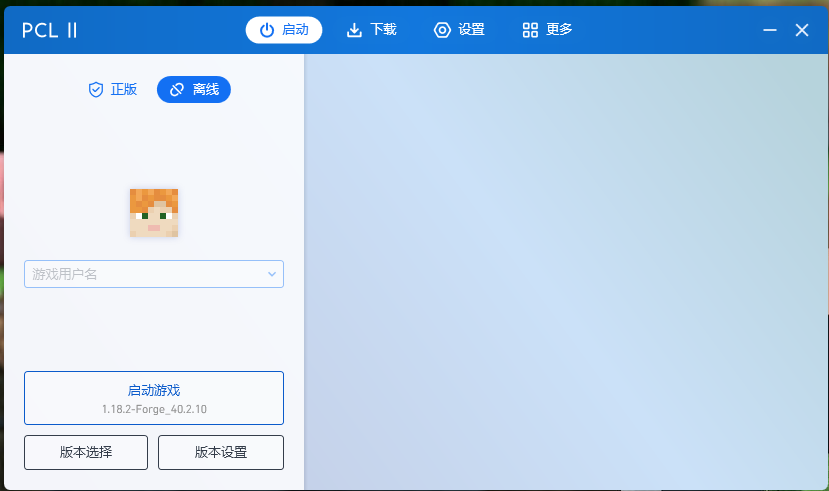 PCL II
启动
下载
设置
更多
正版
离线
游戏用户名
启动游戏
1.18.2-Forge_40.2.10
版本选择
版本设置